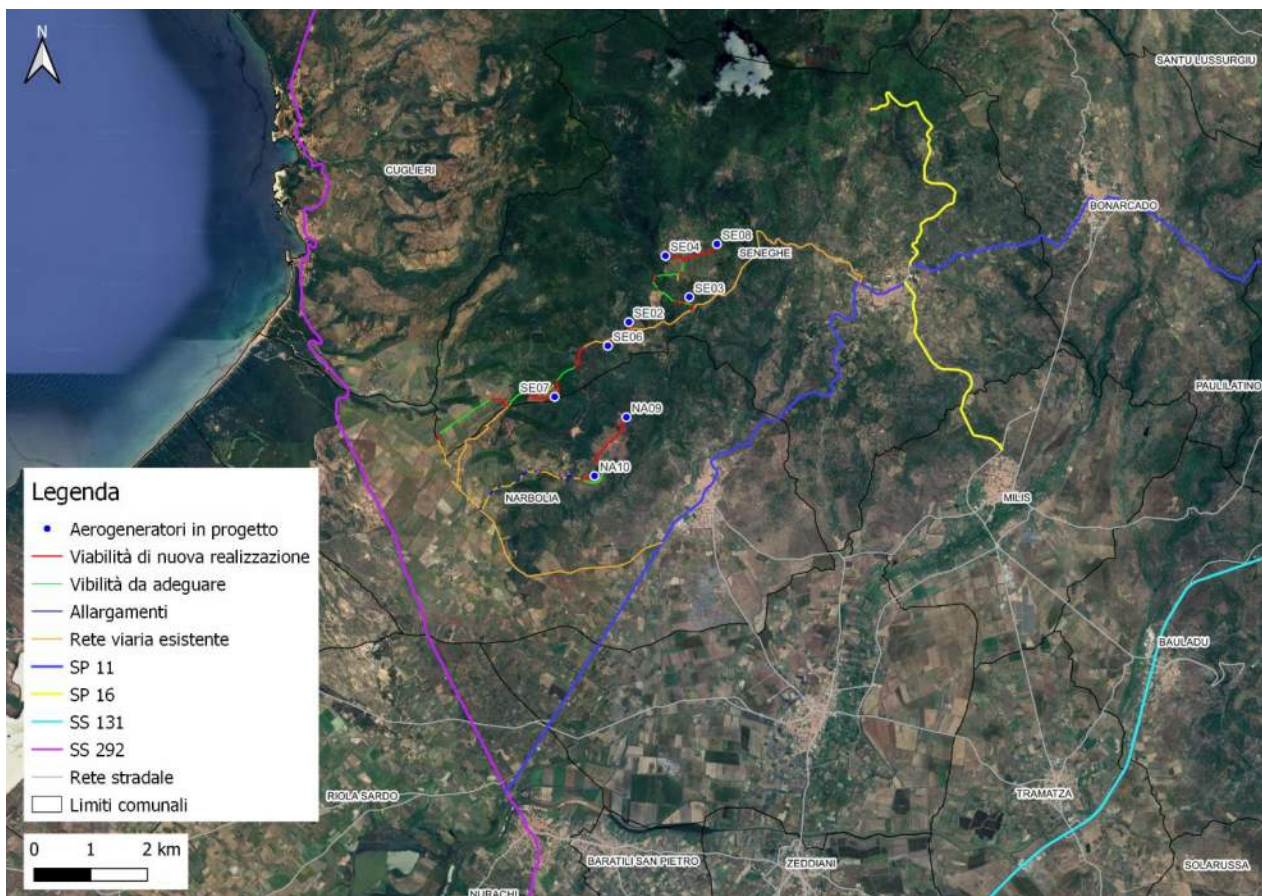 N
SANTU LUSSURGIU
CUGLIERI
BONARCADO
SE08
SE04
SENEGHE
SE03
SE02
SE06
PAULILATINO
SE07
NA09
NA10
NARBOLIA
MILIS
Legenda
Aerogeneratori in progetto
Viabilità di nuova realizzazione
Vibilità da adeguare
Allargamenti
Rete viaria esistente
SP 11
SP 16
SS 131
SS 292
Rete stradale
Limiti comunali
BAULADU
RIOLA SARDO
TRAMATZA
0 1 2 km
BARATILI SAN PIETRO
ZEDDIANI
SOLARUSSA
NURACHI